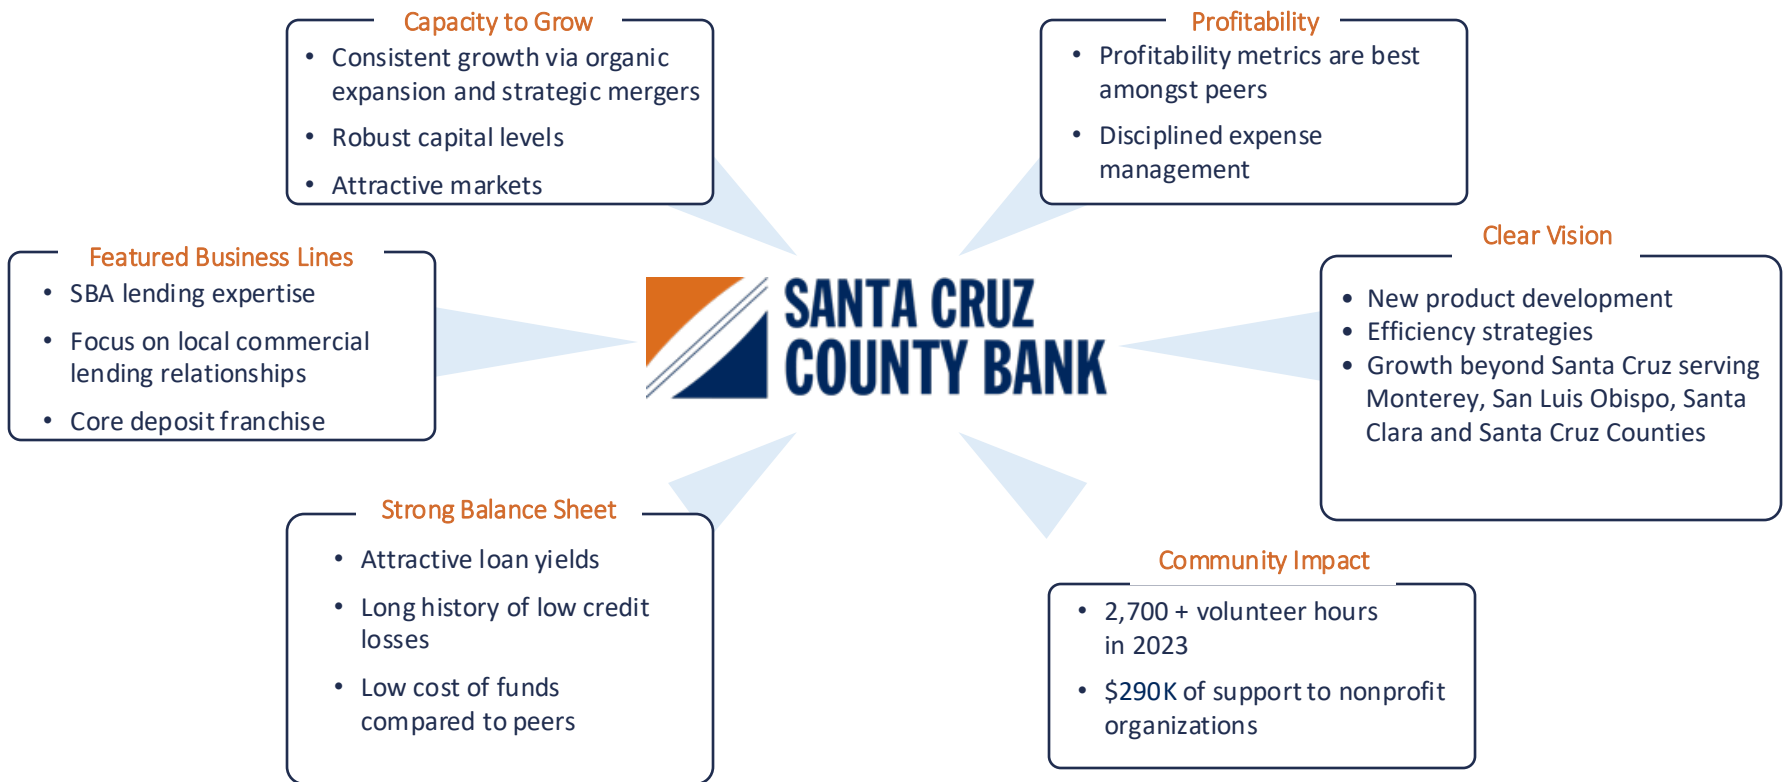 Capacity to Grow
• Consistent growth via organic
expansion and strategic mergers
• Robust capital levels
• Attractive markets
Profitability
• Profitability metrics are best
amongst peers
• Disciplined expense
management
Featured Business Lines
• SBA lending expertise
• Focus on local commercial
lending relationships
• Core deposit franchise
SANTA CRUZ
COUNTY BANK
Clear Vision
• New product development
• Efficiency strategies
• Growth beyond Santa Cruz serving
Monterey, San Luis Obispo, Santa
Clara and Santa Cruz Counties
Strong Balance Sheet
• Attractive loan yields
• Long history of low credit
losses
• Low cost of funds
compared to peers
Community Impact
• 2,700 + volunteer hours
in 2023
• $290K of support to nonprofit
organizations